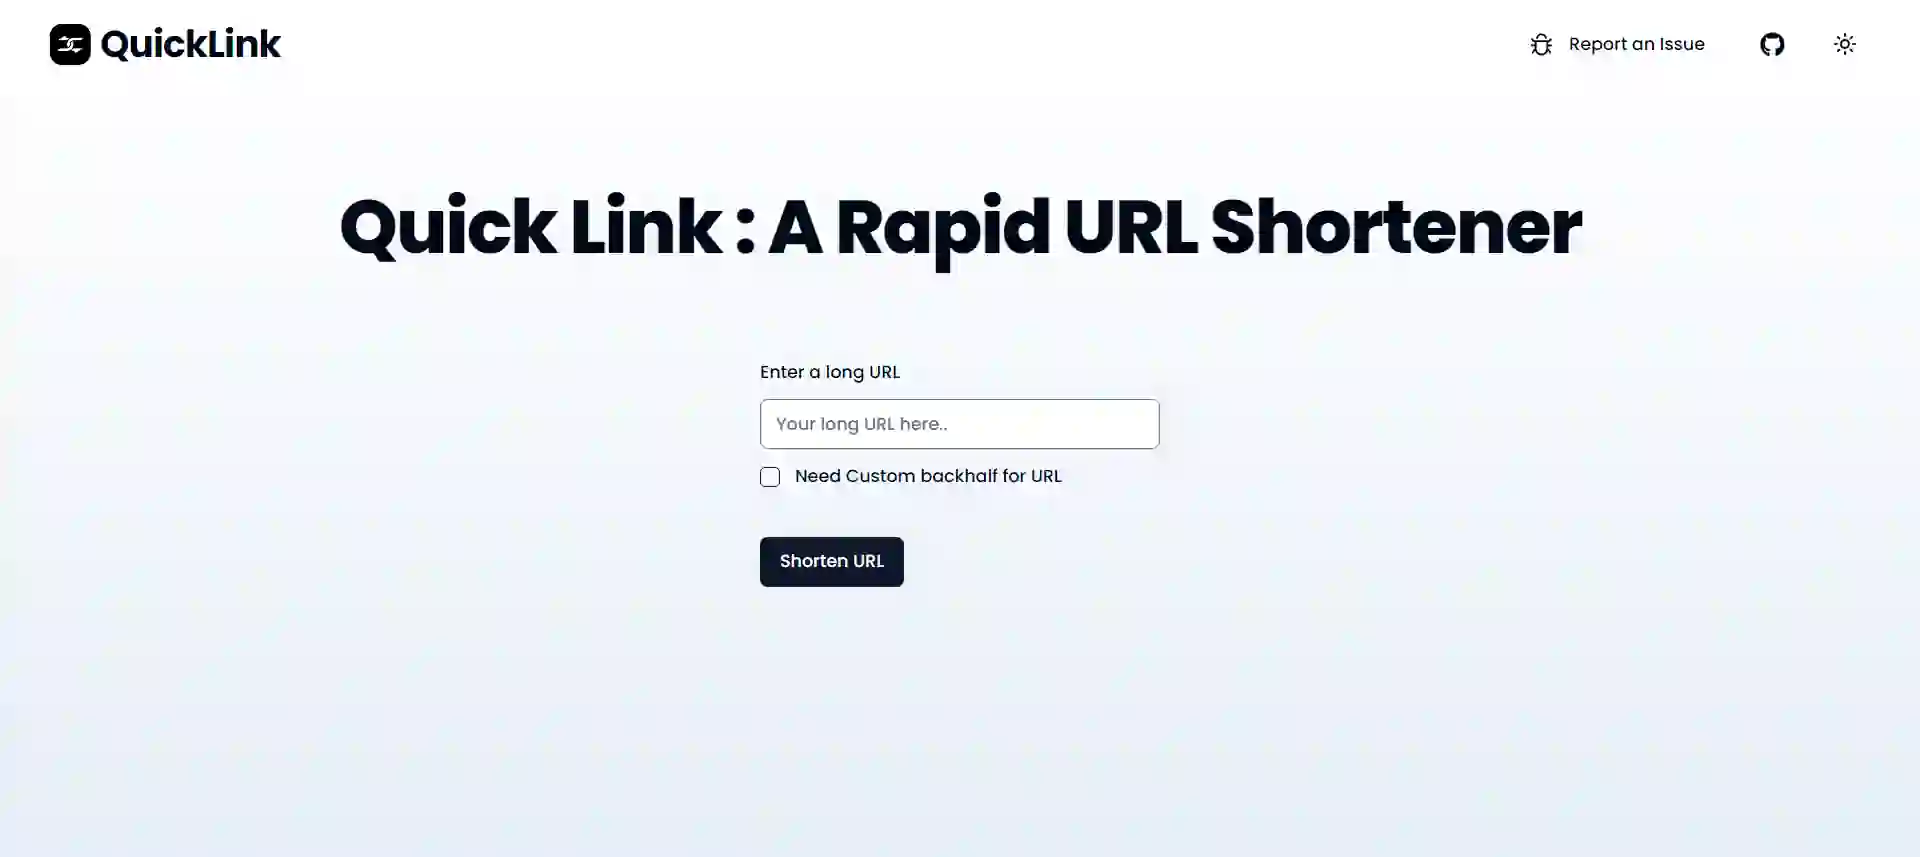 QuickLink
Report an Issue
Quick Link : A Rapid URL Shortener
Enter a long URL
Your long URL here..
Need Custom backhalf for URL
Shorten URL